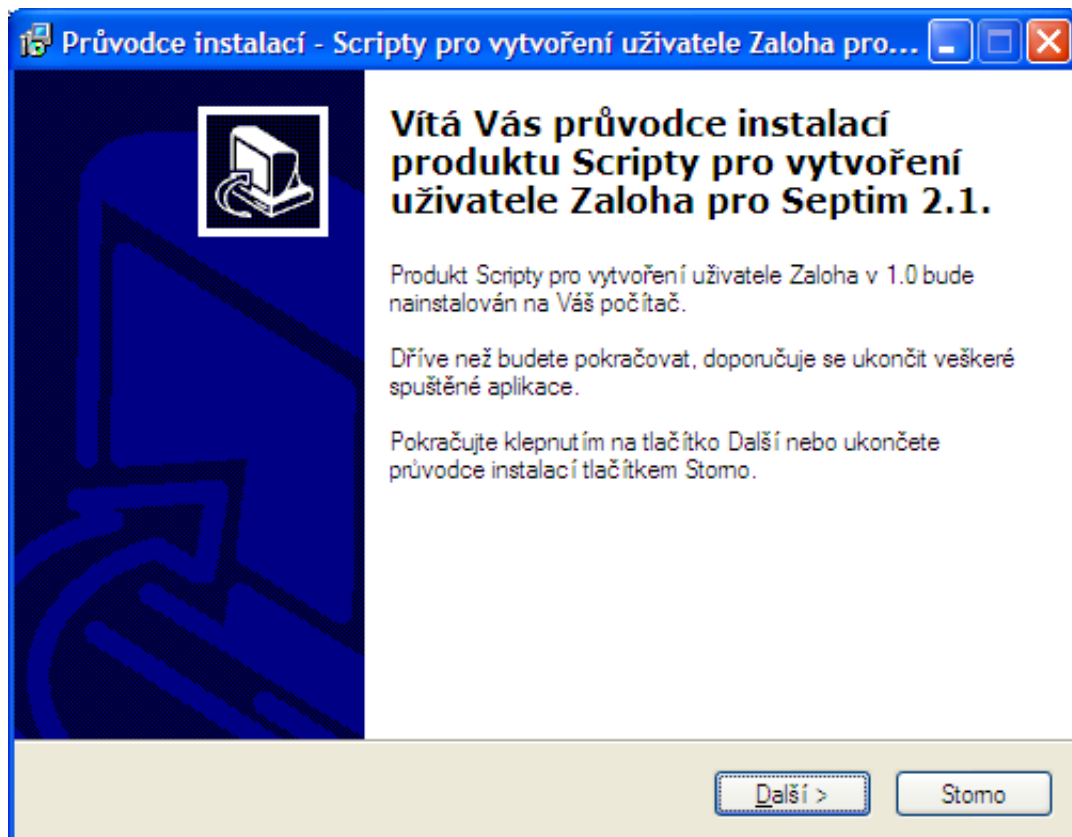 Průvodce instalací - Scripty pro vytvoření uživatele Zaloha pro...
Vítá Vás průvodce instalací
produktu Scripty pro vytvoření
uživatele Zaloha pro Septim 2.1.
Produkt Scripty pro vytvoření uživatele Zaloha v 1.0 bude
nainstalován na Váš počítač.
Dříve než budete pokračovat, doporučuje se ukončit veškeré
spuštěné aplikace.
Pokračujte klepnutím na tlačítko Další nebo ukončete
průvodce instalací tlačítkem Storno.
Další >
Storno